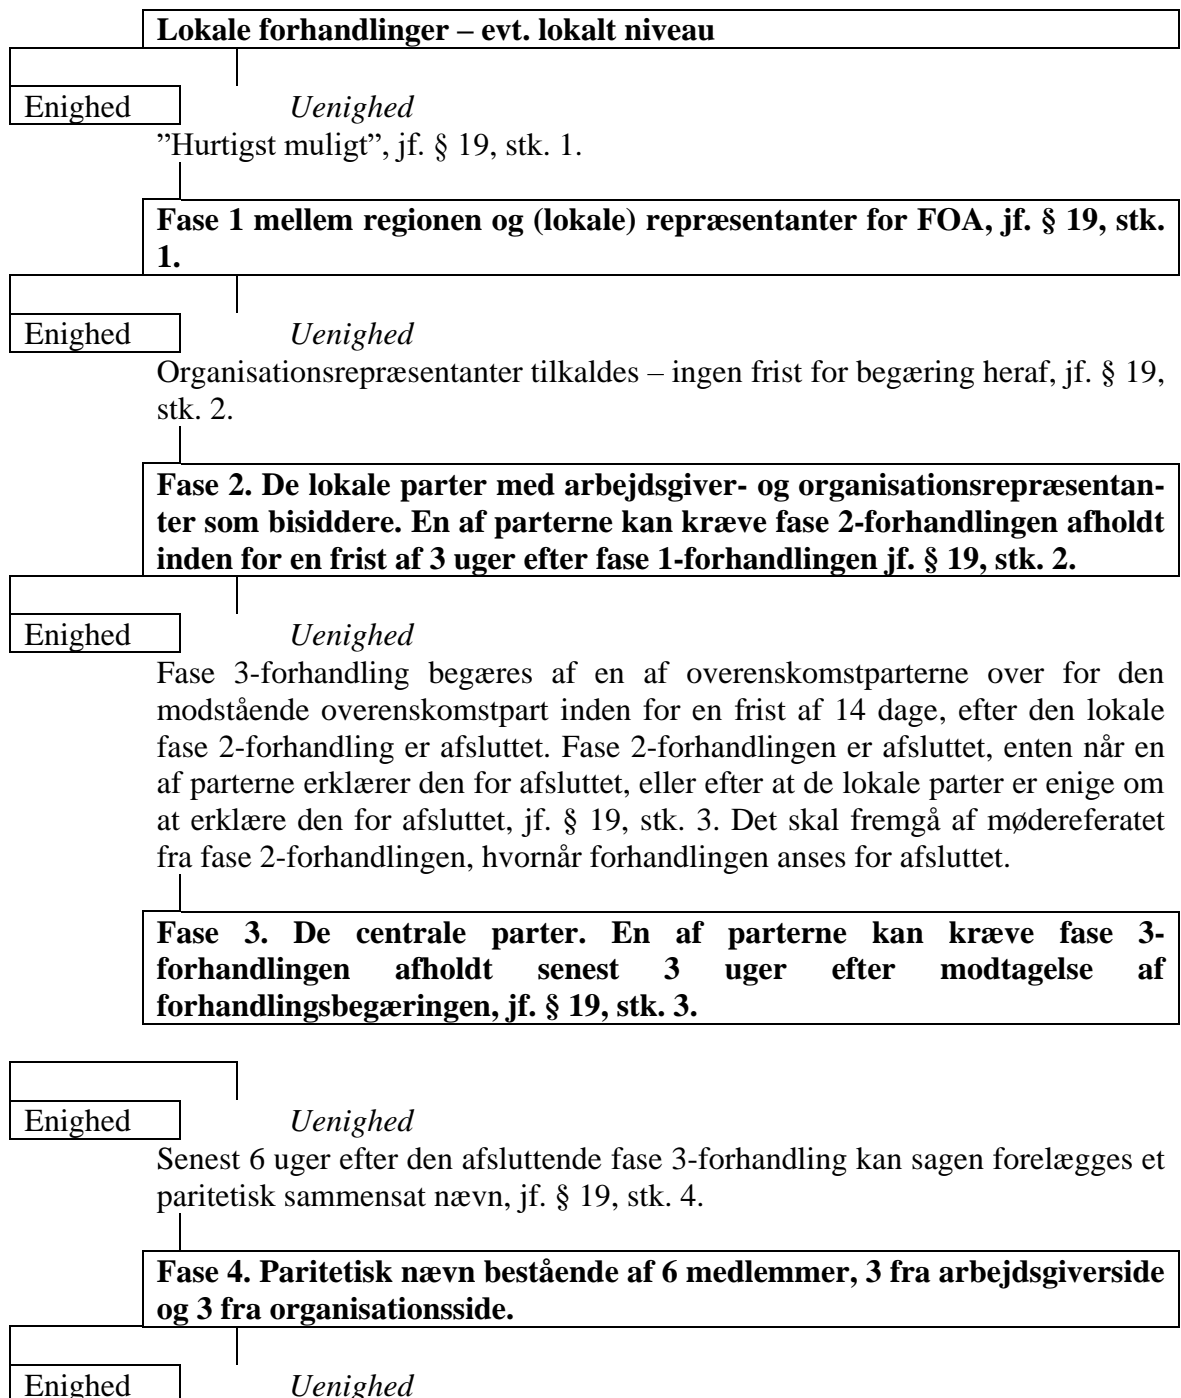 Lokale forhandlinger – evt. lokalt niveau
Enighed Uenighed
”Hurtigst muligt”, jf. § 19, stk. 1.
Fase 1 mellem regionen og (lokale) repræsentanter for FOA, jf. § 19, stk.
1.
Enighed Uenighed
Organisationsrepræsentanter tilkaldes – ingen frist for begæring heraf, jf. § 19,
stk. 2.
Fase 2. De lokale parter med arbejdsgiver- og organisationsrepræsentan-
ter som bisiddere. En af parterne kan kræve fase 2-forhandlingen afholdt
inden for en frist af 3 uger efter fase 1-forhandlingen jf. § 19, stk. 2.
Enighed Uenighed
Fase 3-forhandling begæres af en af overenskomstparterne over for den
modstående overenskomstpart inden for en frist af 14 dage, efter den lokale
fase 2-forhandling er afsluttet. Fase 2-forhandlingen er afsluttet, enten når en
af parterne erklærer den for afsluttet, eller efter at de lokale parter er enige om
at erklære den for afsluttet, jf. § 19, stk. 3. Det skal fremgå af mødereferatet
fra fase 2-forhandlingen, hvornår forhandlingen anses for afsluttet.
Fase 3. De centrale parter. En af parterne kan kræve fase 3-
forhandlingen afholdt senest 3 uger efter modtagelse af
forhandlingsbegæringen, jf. § 19, stk. 3.
Enighed Uenighed
Senest 6 uger efter den afsluttende fase 3-forhandling kan sagen forelægges et
paritetisk sammensat nævn, jf. § 19, stk. 4.
Fase 4. Paritetisk nævn bestående af 6 medlemmer, 3 fra arbejdsgiverside
og 3 fra organisationsside.
Enighed Uenighed